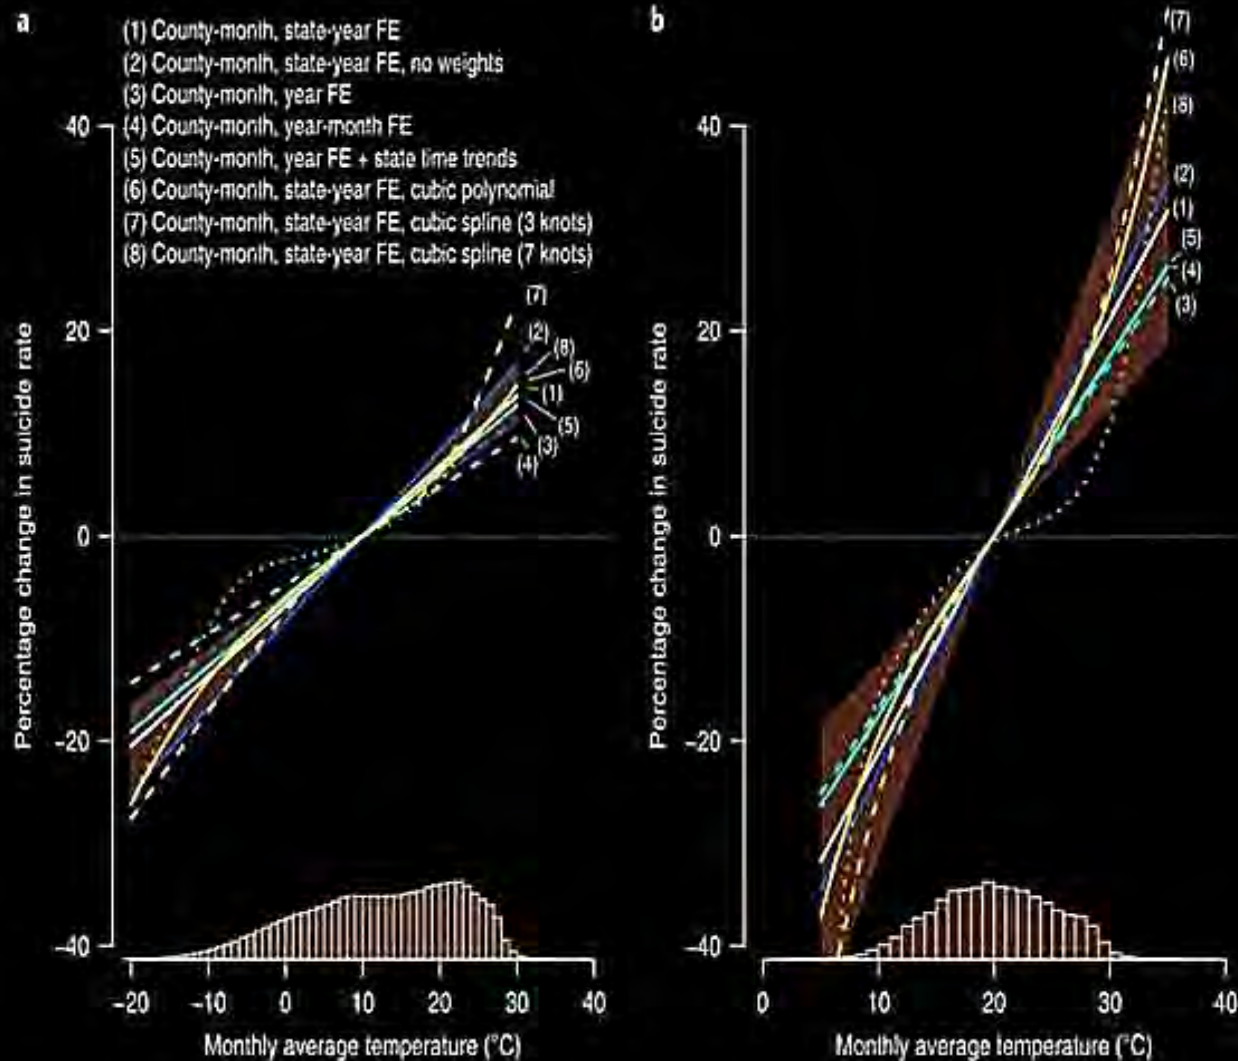 a
(1) County-month, state-year FE
(2) County-month, state-year FE, no weights
(3) County-month, year FE
(4) County-month, year-month FE
(5) County-month, year FE + state time trends
(6) County-month, state-year FE, cubic polynomial
(7) County-month, state-year FE, cubic spline (3 knots)
(8) County-month, state-year FE, cubic spline (7 knots)
40
20
0
−20
−40
Percentage change in suicide rate
(7)
(2)
(8)
(6)
(1)
(5)
(3)
(4)
−20 −10 0 10 20 30 40
Monthly average temperature (°C)
b
40
20
0
−20
−40
Percentage change in suicide rate
(7)
(6)
(8)
(2)
(1)
(5)
(4)
(3)
0 10 20 30 40
Monthly average temperature (°C)